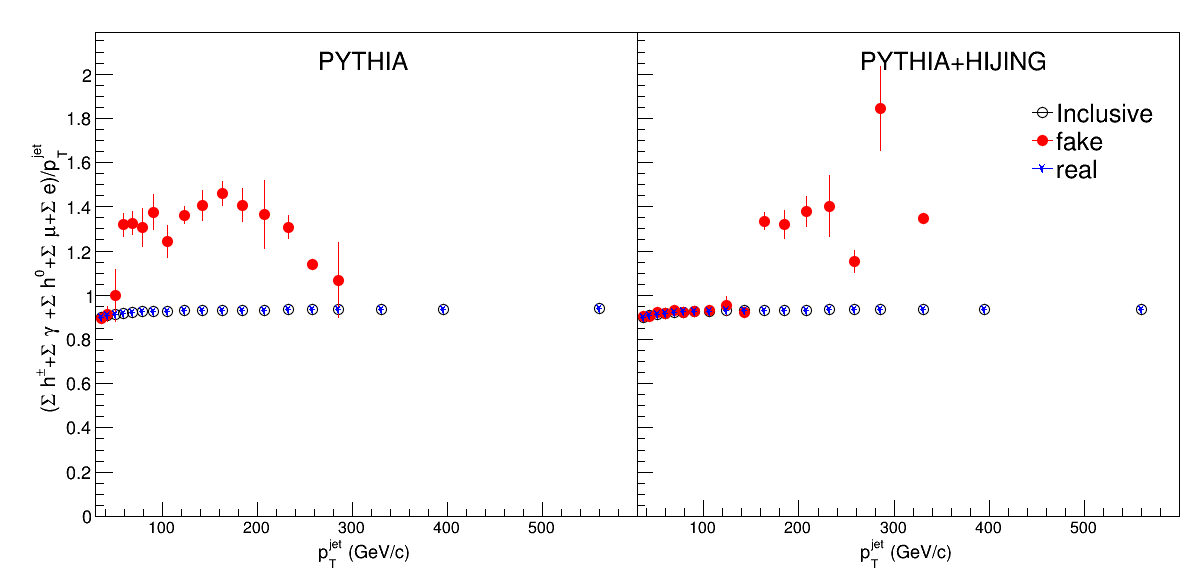 PYTHIA
PYTHIA+HIJING
Inclusive
fake
real
(Σ h±+Σ γ +Σ h0+Σ μ+Σ e)/pTjet
2
1.8
1.6
1.4
1.2
1
0.8
0.6
0.4
0.2
0
100 200 300 400 500
100 200 300 400 500
pTjet (GeV/c)
pTjet (GeV/c)